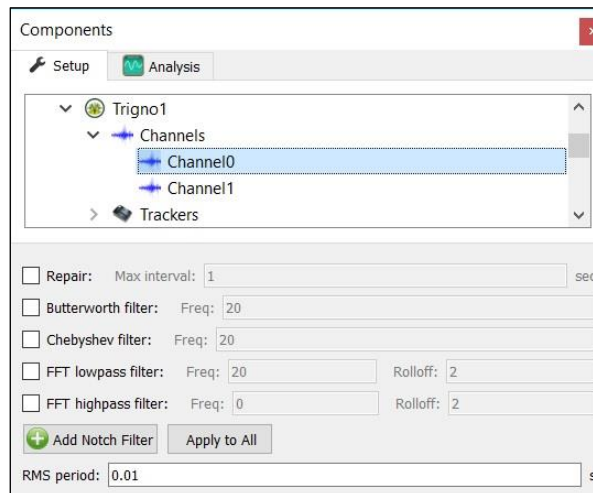 Components
Setup Analysis
Trigno1
Channels
Channel0
Channel1
Trackers
Repair: Max interval: 1 sec
Butterworth filter: Freq: 20
Chebyshev filter: Freq: 20
FFT lowpass filter: Freq: 20 Rolloff: 2
FFT highpass filter: Freq: 0 Rolloff: 2
Add Notch Filter Apply to All
RMS period: 0.01 s